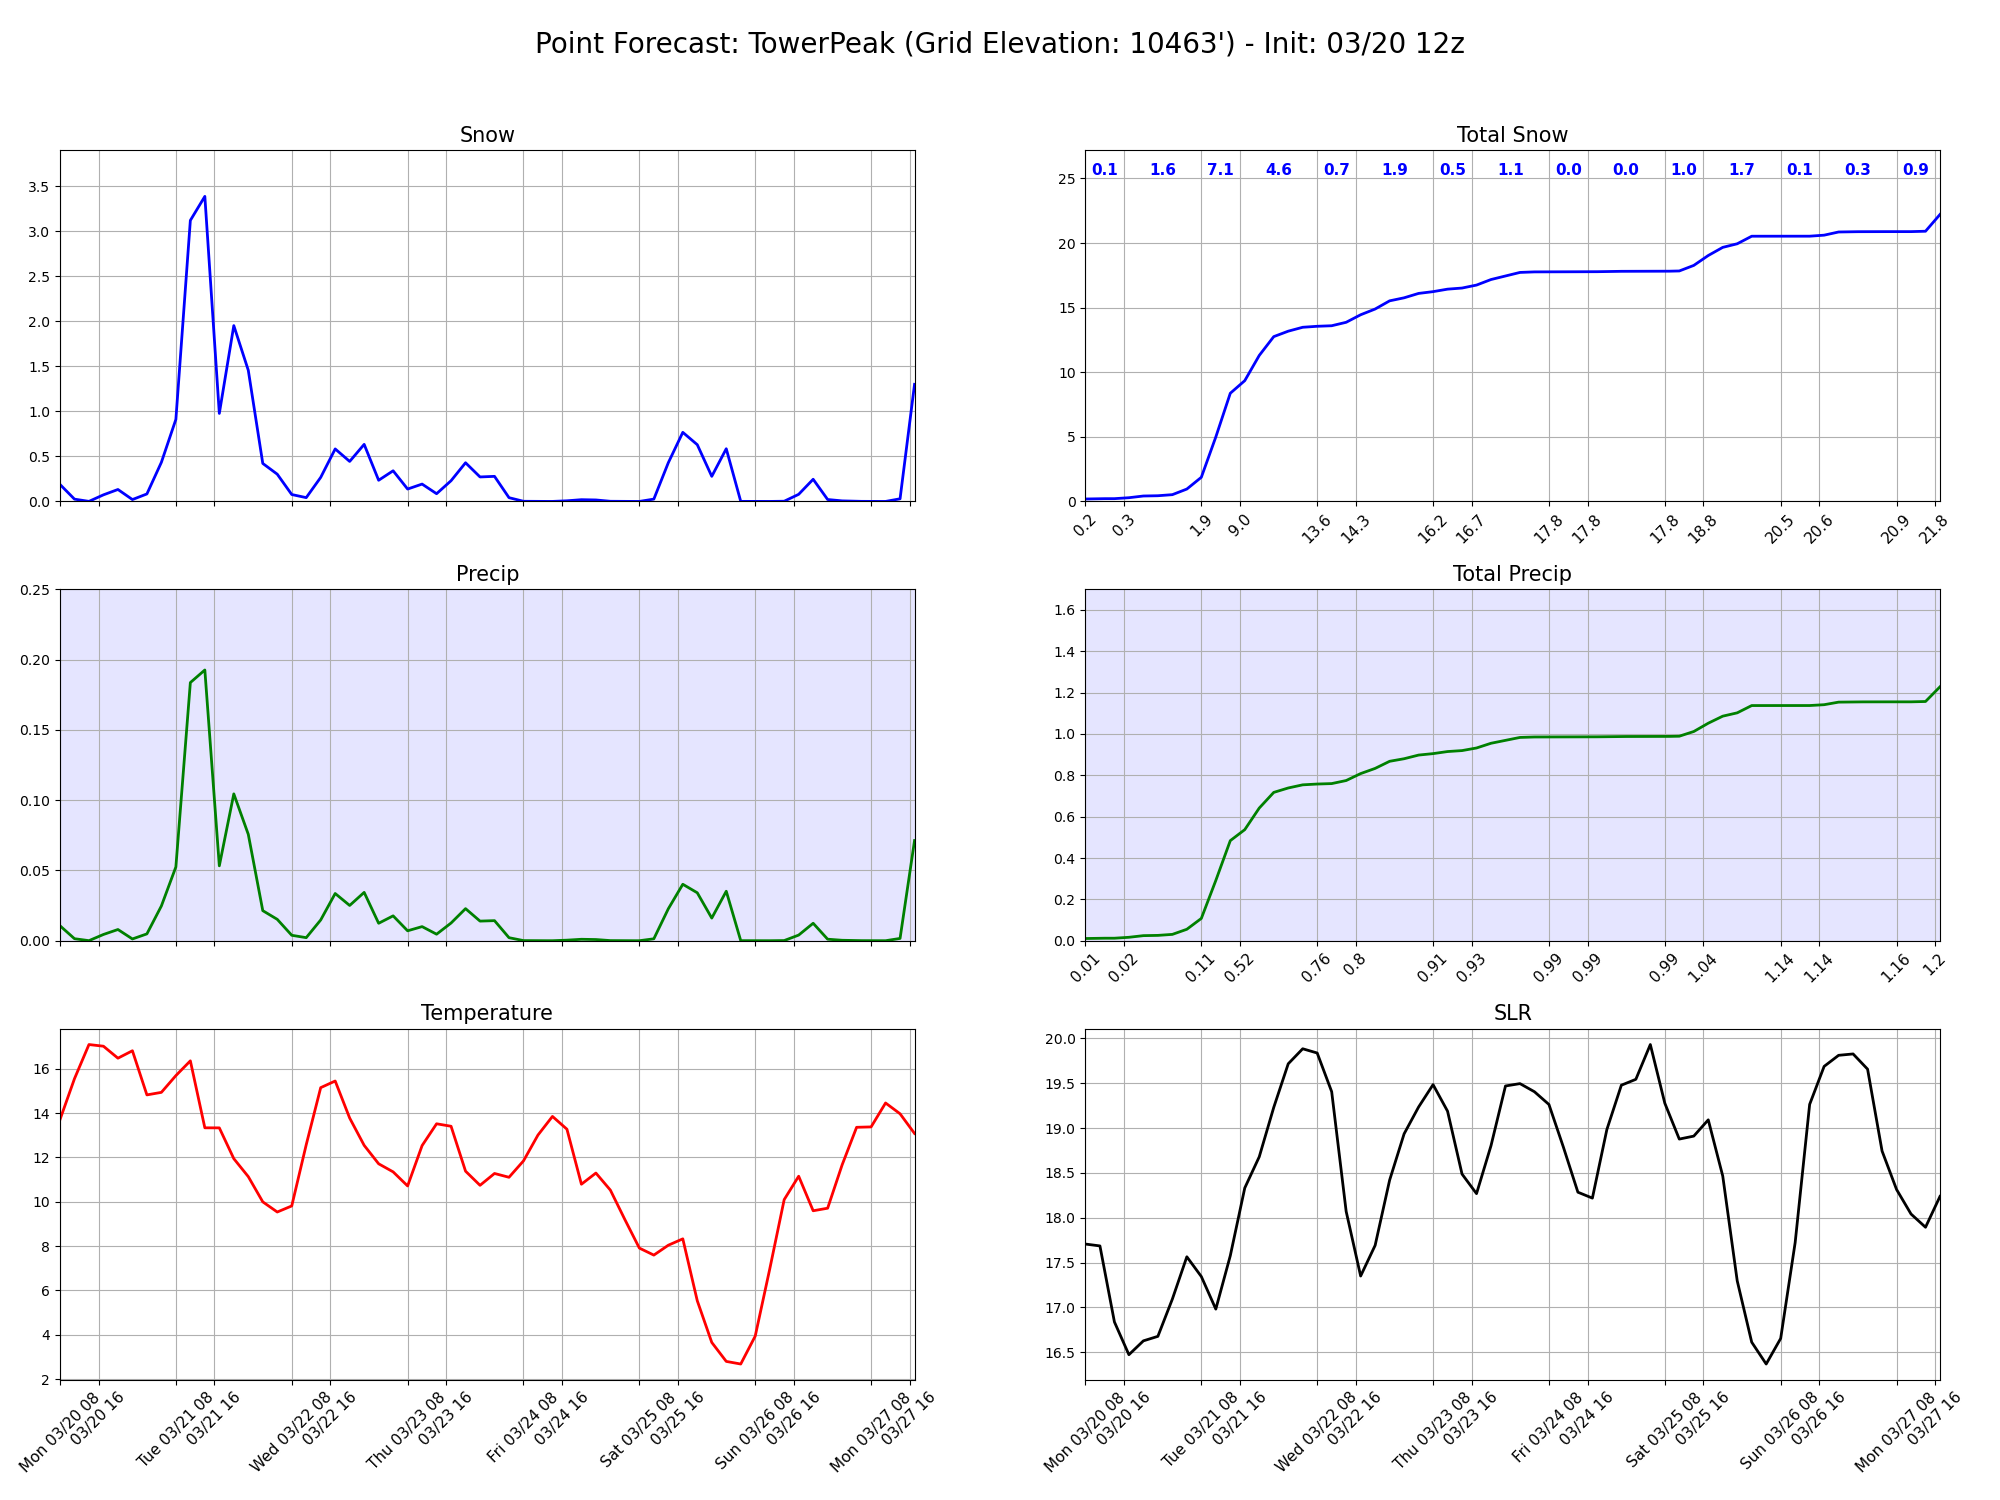 Point Forecast: TowerPeak (Grid Elevation: 10463') - Init: 03/20 12z
Snow
3.5
3.0
2.5
2.0
1.5
1.0
0.5
0.0
Total Snow
0.1 1.6 7.1 4.6 0.7 1.9 0.5 1.1 0.0 0.0 1.0 1.7 0.1 0.3 0.9
25
20
15
10
5
0
0.2 0.3 1.9 9.0 13.6 14.3 16.2 16.7 17.8 17.8 17.8 18.8 20.5 20.6 20.9 21.8
Precip
0.25
0.20
0.15
0.10
0.05
0.00
Total Precip
1.6
1.4
1.2
1.0
0.8
0.6
0.4
0.2
0.0
0.01 0.02 0.11 0.52 0.76 0.8 0.91 0.93 0.99 0.99 0.99 1.04 1.14 1.14 1.16 1.2
Temperature
16
14
12
10
8
6
4
2
Mon 03/20 08
03/20 16
Tue 03/21 08
03/21 16
Wed 03/22 08
03/22 16
Thu 03/23 08
03/23 16
Fri 03/24 08
03/24 16
Sat 03/25 08
03/25 16
Sun 03/26 08
03/26 16
Mon 03/27 08
03/27 16
SLR
20.0
19.5
19.0
18.5
18.0
17.5
17.0
16.5
Mon 03/20 08
03/20 16
Tue 03/21 08
03/21 16
Wed 03/22 08
03/22 16
Thu 03/23 08
03/23 16
Fri 03/24 08
03/24 16
Sat 03/25 08
03/25 16
Sun 03/26 08
03/26 16
Mon 03/27 08
03/27 16